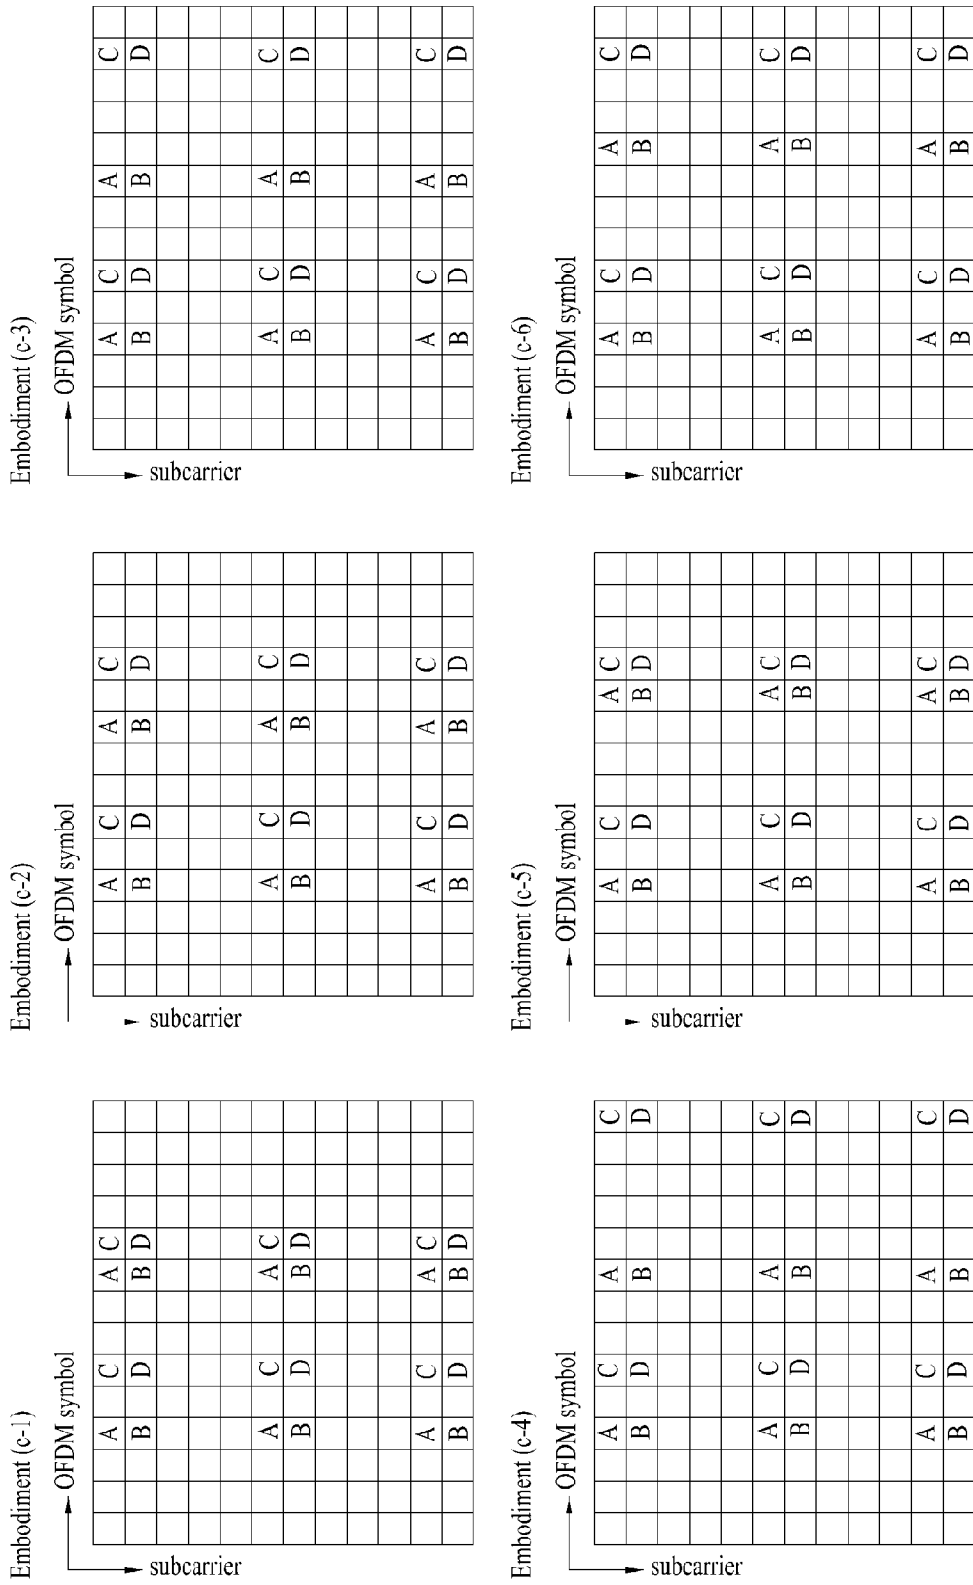 Embodiment (c-1)
OFDM symbol
subcarrier
A C A C
B D B D
A C A C
B D B D
A C A C
B D B D
Embodiment (c-2)
OFDM symbol
subcarrier
A C A C
B D B D
A C A C
B D B D
A C A C
B D B D
Embodiment (c-3)
OFDM symbol
subcarrier
A C A C
B D B D
A C A C
B D B D
A C A C
B D B D
Embodiment (c-4)
OFDM symbol
subcarrier
A C A C
B D B D
A C A C
B D B D
A C A C
B D B D
Embodiment (c-5)
OFDM symbol
subcarrier
A C A C
B D B D
A C A C
B D B D
A C A C
B D B D
Embodiment (c-6)
OFDM symbol
subcarrier
A C A C
B D B D
A C A C
B D B D
A C A C
B D B D